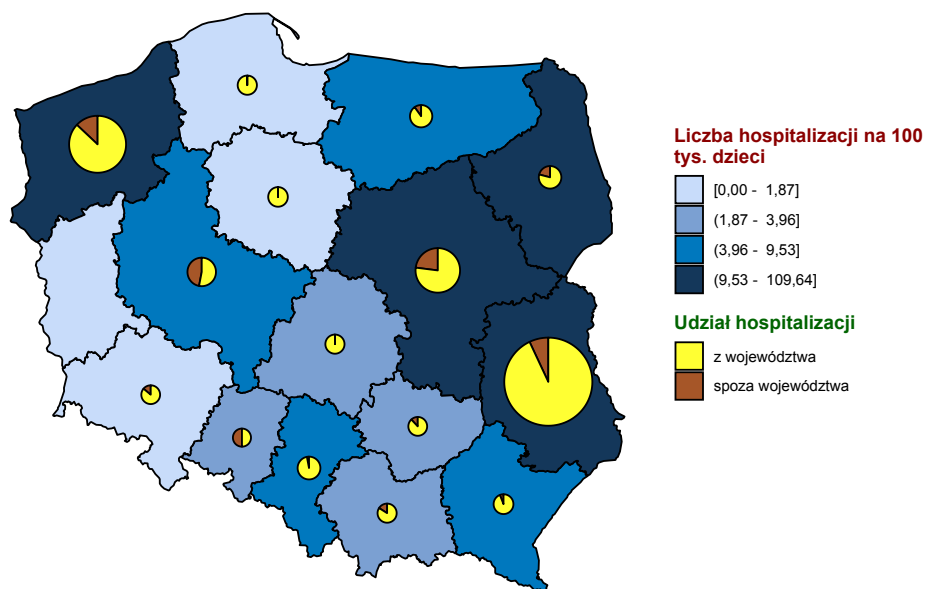 Liczba hospitalizacji na 100
tys. dzieci
[0,00 - 1,87]
(1,87 - 3,96]
(3,96 - 9,53]
(9,53 - 109,64]
Udział hospitalizacji
z województwa
spoza województwa